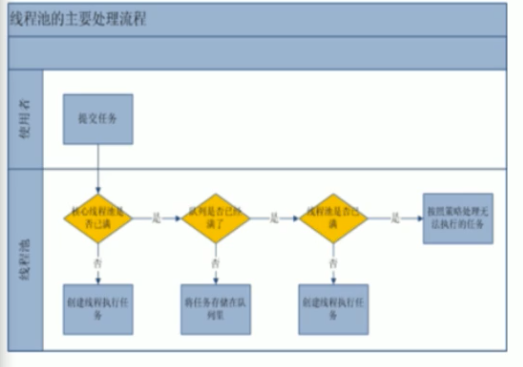 线程池的主要处理流程
使用者
提交任务
线程池
核心线程池是
否已满
是
队列是否已经
满了
是
线程池是否已
满
是
按照策略处理无
法执行的任务
否
否
否
创建线程执行任
务
将任务存储在队
列里
创建线程执行任
务